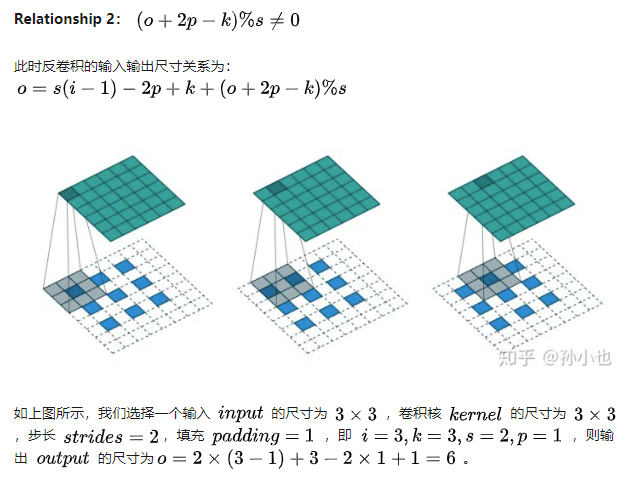 Relationship 2： (o + 2p − k)%s ≠ 0
此时反卷积的输入输出尺寸关系为：
o = s(i − 1) − 2p + k + (o + 2p − k)%s
知乎 @孙小也
如上图所示，我们选择一个输入 input 的尺寸为 3 × 3 ，卷积核 kernel 的尺寸为 3 × 3
，步长 strides = 2，填充 padding = 1 ，即 i = 3, k = 3, s = 2, p = 1 ，则输
出 output 的尺寸为 o = 2 × (3 − 1) + 3 − 2 × 1 + 1 = 6 。